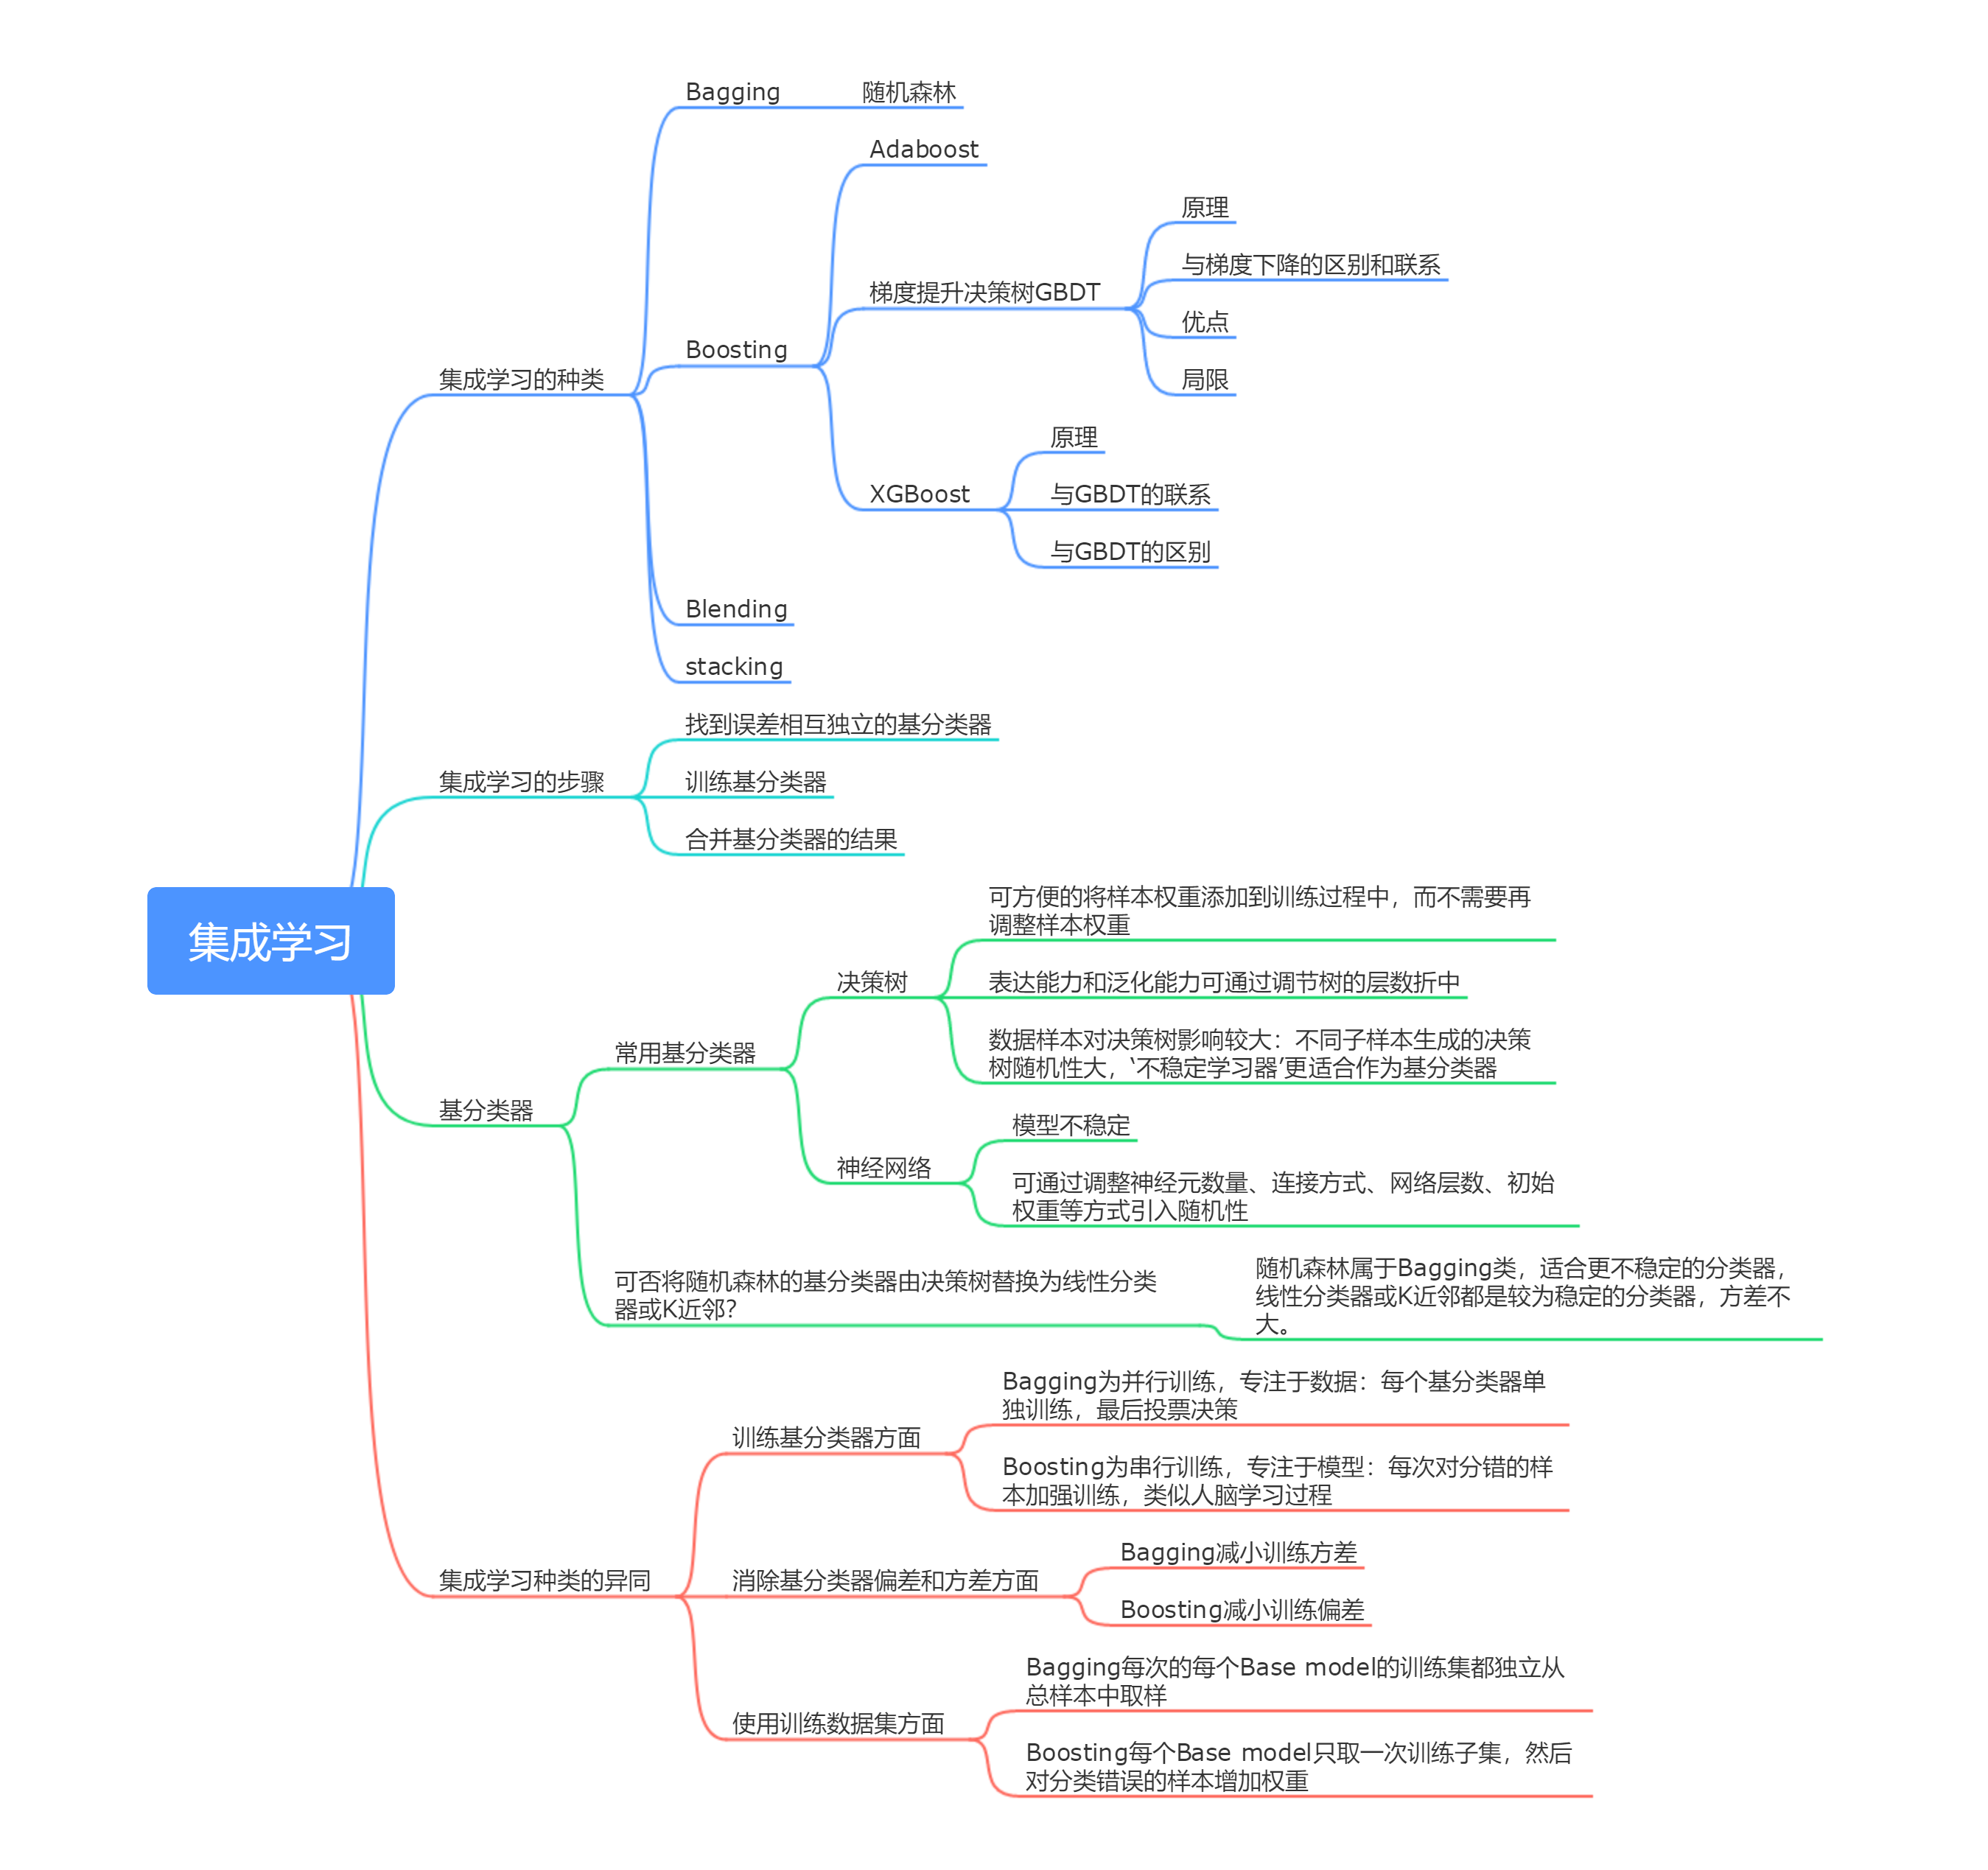 Bagging
随机森林
Adaboost
原理
与梯度下降的区别和联系
梯度提升决策树GBDT
优点
Boosting
局限
集成学习的种类
原理
XGBoost
与GBDT的联系
与GBDT的区别
Blending
stacking
找到误差相互独立的基分类器
集成学习的步骤
训练基分类器
合并基分类器的结果
集成学习
可方便的将样本权重添加到训练过程中，而不需要再
调整样本权重
决策树
表达能力和泛化能力可通过调节树的层数折中
数据样本对决策树影响较大：不同子样本生成的决策
树随机性大，‘不稳定学习器’更适合作为基分类器
常用基分类器
基分类器
模型不稳定
神经网络
可通过调整神经元数量、连接方式、网络层数、初始
权重等方式引入随机性
可否将随机森林的基分类器由决策树替换为线性分类
器或K近邻？
随机森林属于Bagging类，适合更不稳定的分类器，
线性分类器或K近邻都是较为稳定的分类器，方差不
大。
Bagging为并行训练，专注于数据：每个基分类器单
独训练，最后投票决策
训练基分类器方面
Boosting为串行训练，专注于模型：每次对分错的样
本加强训练，类似人脑学习过程
集成学习种类的异同
Bagging减小训练方差
消除基分类器偏差和方差方面
Boosting减小训练偏差
Bagging每次的每个Base model的训练集都独立从
总样本中取样
使用训练数据集方面
Boosting每个Base model只取一次训练子集，然后
对分类错误的样本增加权重